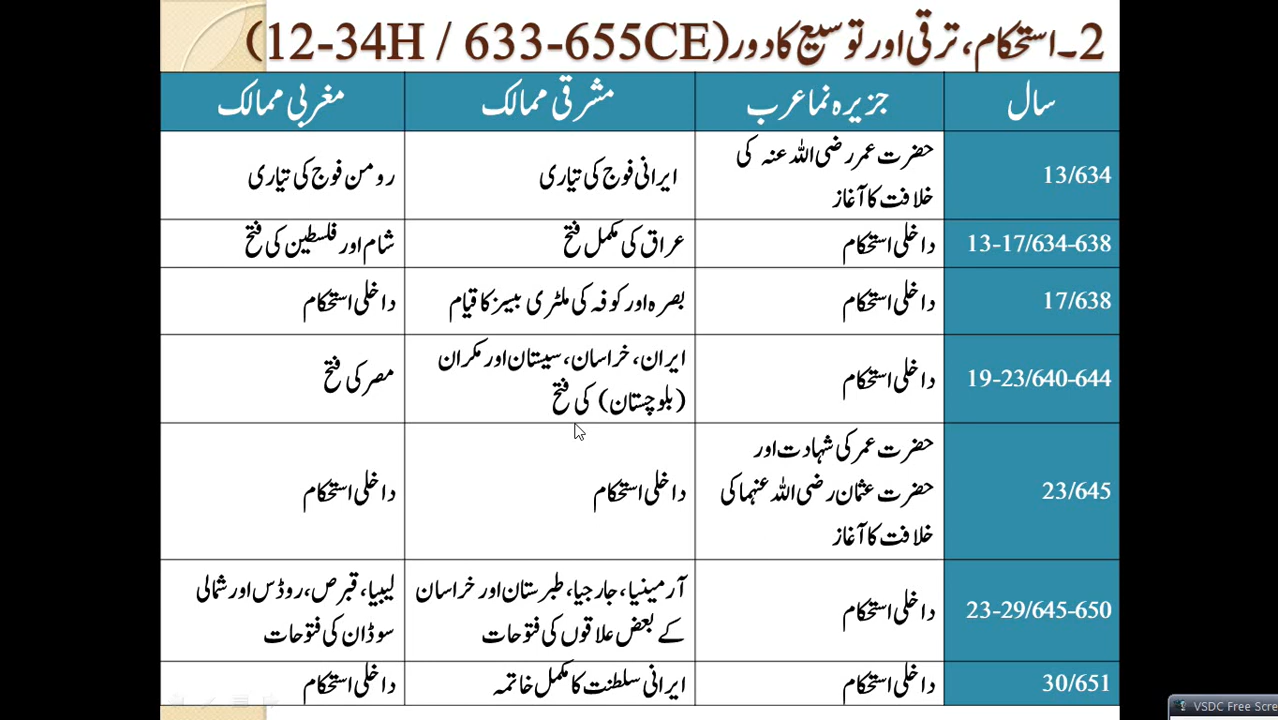 2۔استحکام، ترقی اور توسیع کا دور (12-34H / 633-655CE)
سال
جزیرہ نما عرب
مشرقی ممالک
مغربی ممالک
13/634
حضرت عمر رضی اللہ عنہ کی
خلافت کا آغاز
ایرانی فوج کی تیاری
رومن فوج کی تیاری
13-17/634-638
داخلی استحکام
عراق کی مکمل فتح
شام اور فلسطین کی فتح
17/638
داخلی استحکام
بصرہ اور کوفہ کی ملٹری بیسز کا قیام
داخلی استحکام
19-23/640-644
داخلی استحکام
ایران، خراسان، سیستان اور مکران
(بلوچستان) کی فتح
مصر کی فتح
23/645
حضرت عمر کی شہادت اور
حضرت عثمان رضی اللہ عنہما کی
خلافت کا آغاز
داخلی استحکام
داخلی استحکام
23-29/645-650
داخلی استحکام
آرمینیا، جارجیا، طبرستان اور خراسان
کے بعض علاقوں کی فتوحات
لیبیا، قبرص، روڈس اور شمالی
سوڈان کی فتوحات
30/651
داخلی استحکام
ایرانی سلطنت کا مکمل خاتمہ
داخلی استحکام
VSDC Free Scre